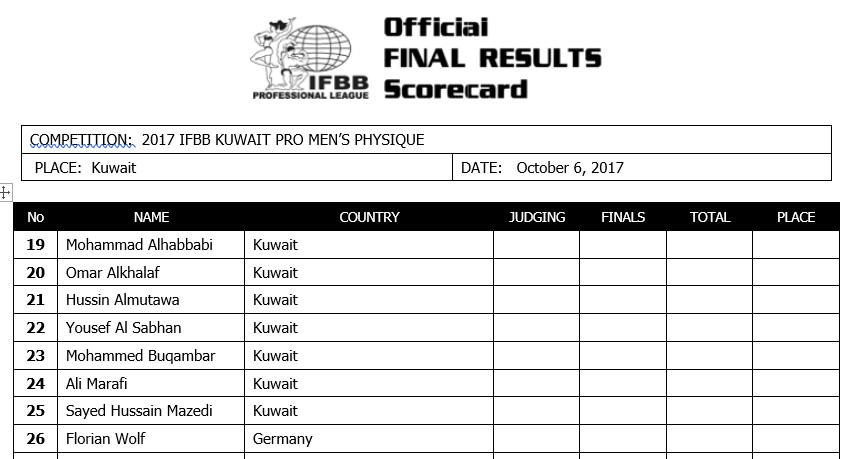 Official
FINAL RESULTS
Scorecard
IFBB
PROFESSIONAL LEAGUE
COMPETITION: 2017 IFBB KUWAIT PRO MEN'S PHYSIQUE
PLACE: Kuwait DATE: October 6, 2017
No NAME COUNTRY JUDGING FINALS TOTAL PLACE
19 Mohammad Alhabbabi Kuwait
20 Omar Alkhalaf Kuwait
21 Hussin Almutawa Kuwait
22 Yousef Al Sabhan Kuwait
23 Mohammed Buqambar Kuwait
24 Ali Marafi Kuwait
25 Sayed Hussain Mazedi Kuwait
26 Florian Wolf Germany